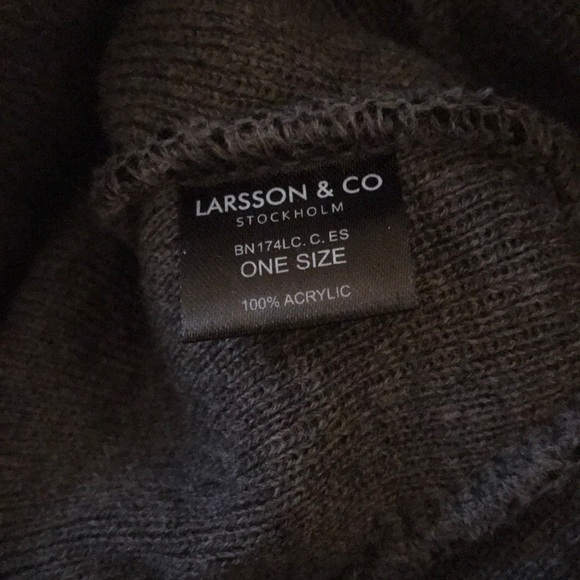 LARSSON & CO
STOCKHOLM
BN174LC. C. ES
ONE SIZE
100% ACRYLIC